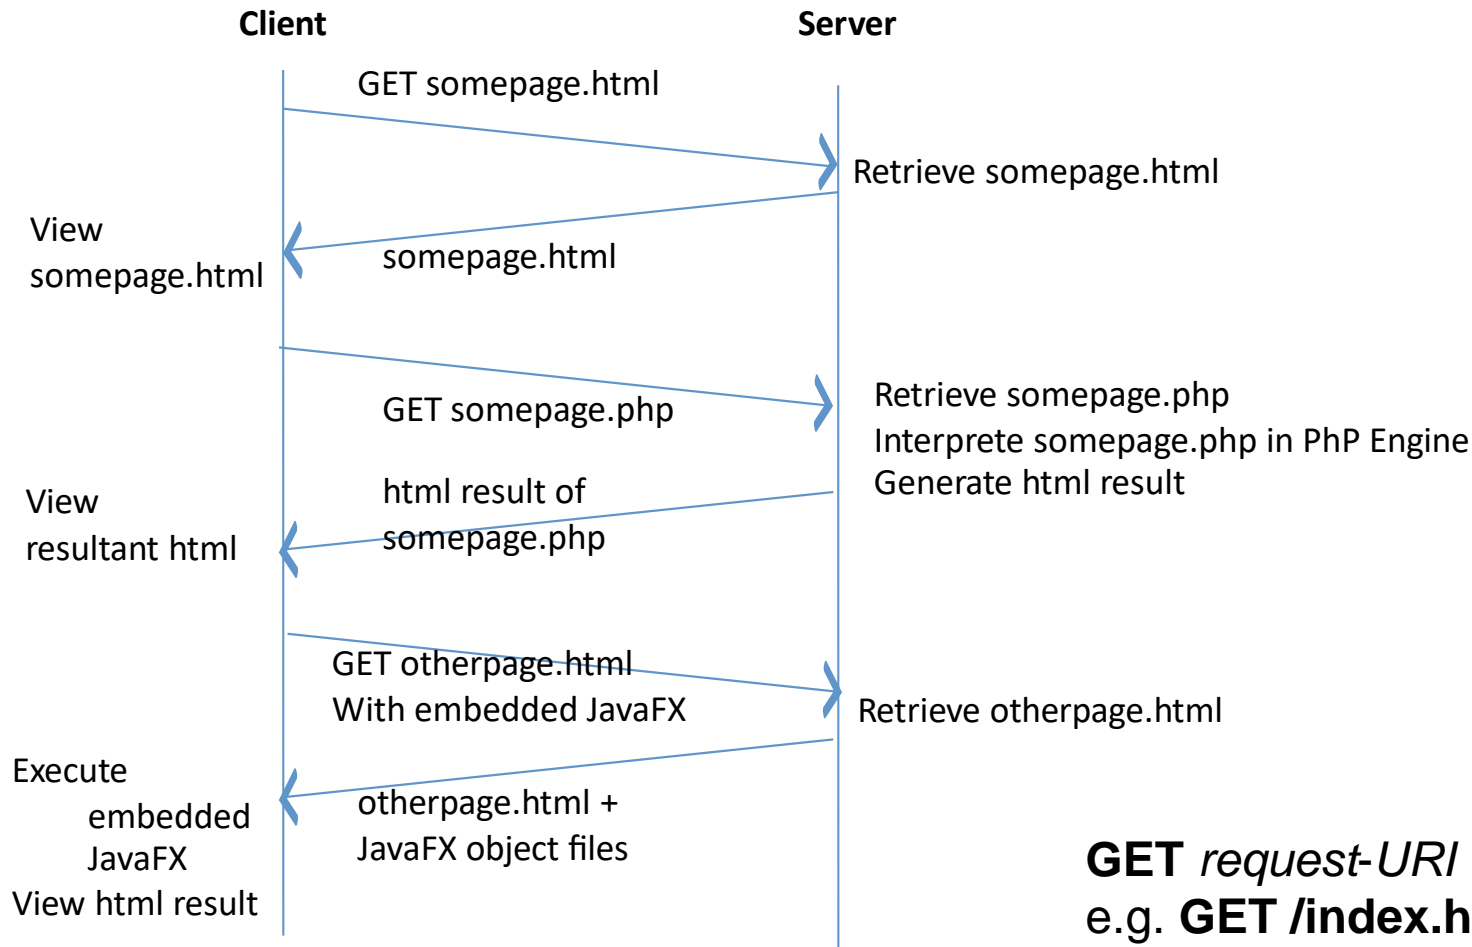 Client
Server
GET somepage.html
Retrieve somepage.html
somepage.html
View
somepage.html
GET somepage.php
Retrieve somepage.php
Interprete somepage.php in PhP Engine
Generate html result
html result of
somepage.php
View
resultant html
GET otherpage.html
With embedded JavaFX
Retrieve otherpage.html
otherpage.html +
JavaFX object files
Execute
embedded
JavaFX
View html result
GET request-URI
e.g. GET /index.h